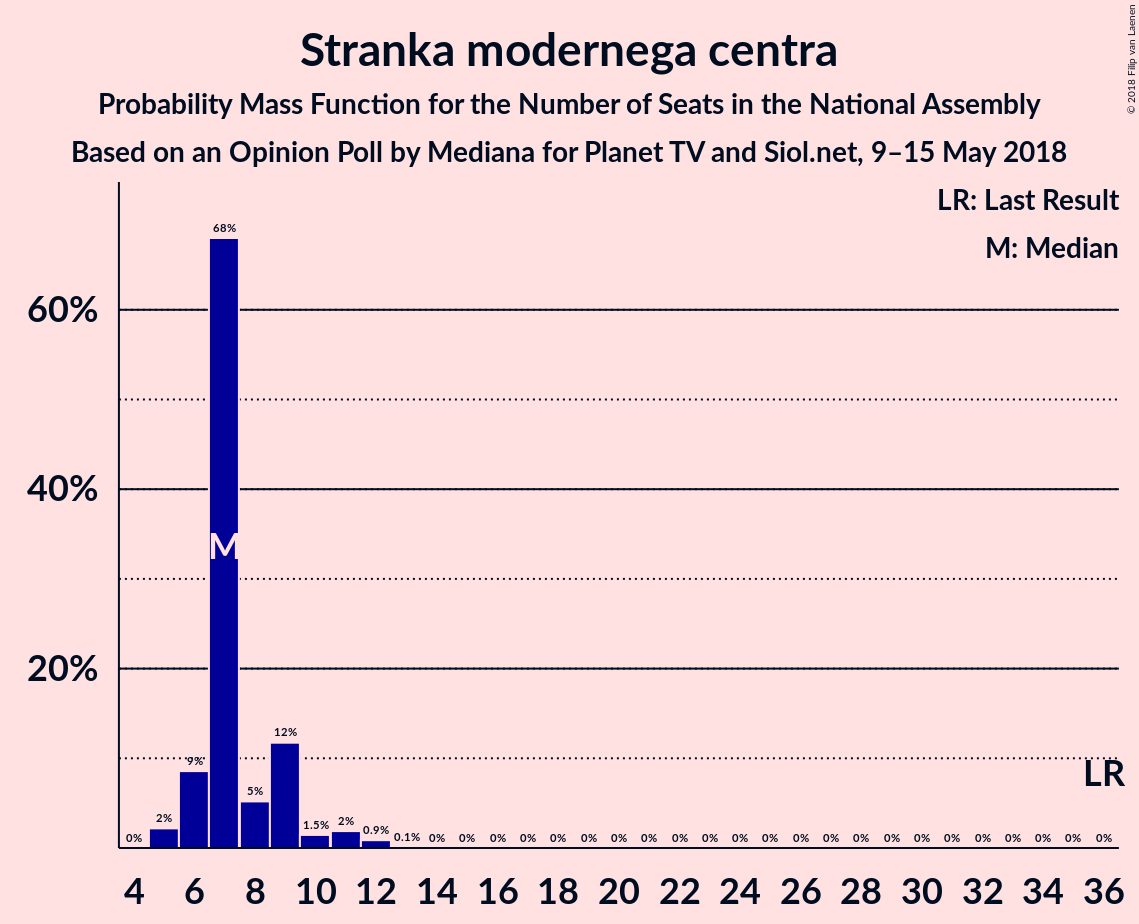 Stranka modernega centra
Probability Mass Function for the Number of Seats in the National Assembly
Based on an Opinion Poll by Mediana for Planet TV and Siol.net, 9–15 May 2018
© 2018 Filip van Laenen
LR: Last Result
M: Median
60%
40%
20%
0% 2% 9% 68% 5% 12% 1.5% 2% 0.9% 0.1% 0% 0% 0% 0% 0% 0% 0% 0% 0% 0% 0% 0% 0% 0% 0% 0% 0% 0% 0% 0% 0% 0% 0%
M
LR
4 6 8 10 12 14 16 18 20 22 24 26 28 30 32 34 36